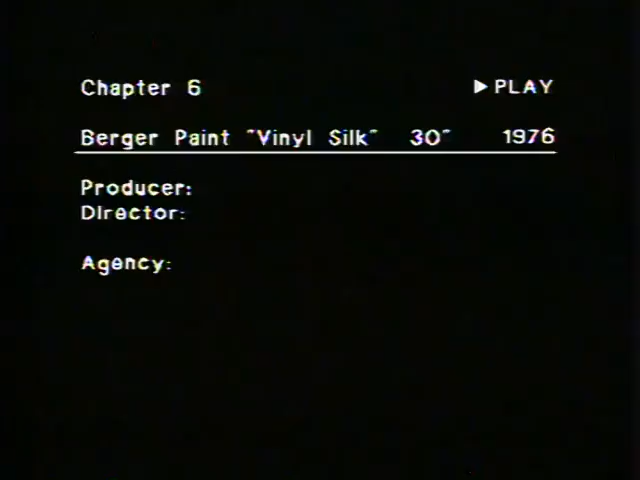 Chapter 6 ▶PLAY
Berger Paint "Vinyl Silk" 30" 1976
Producer:
Director:
Agency: